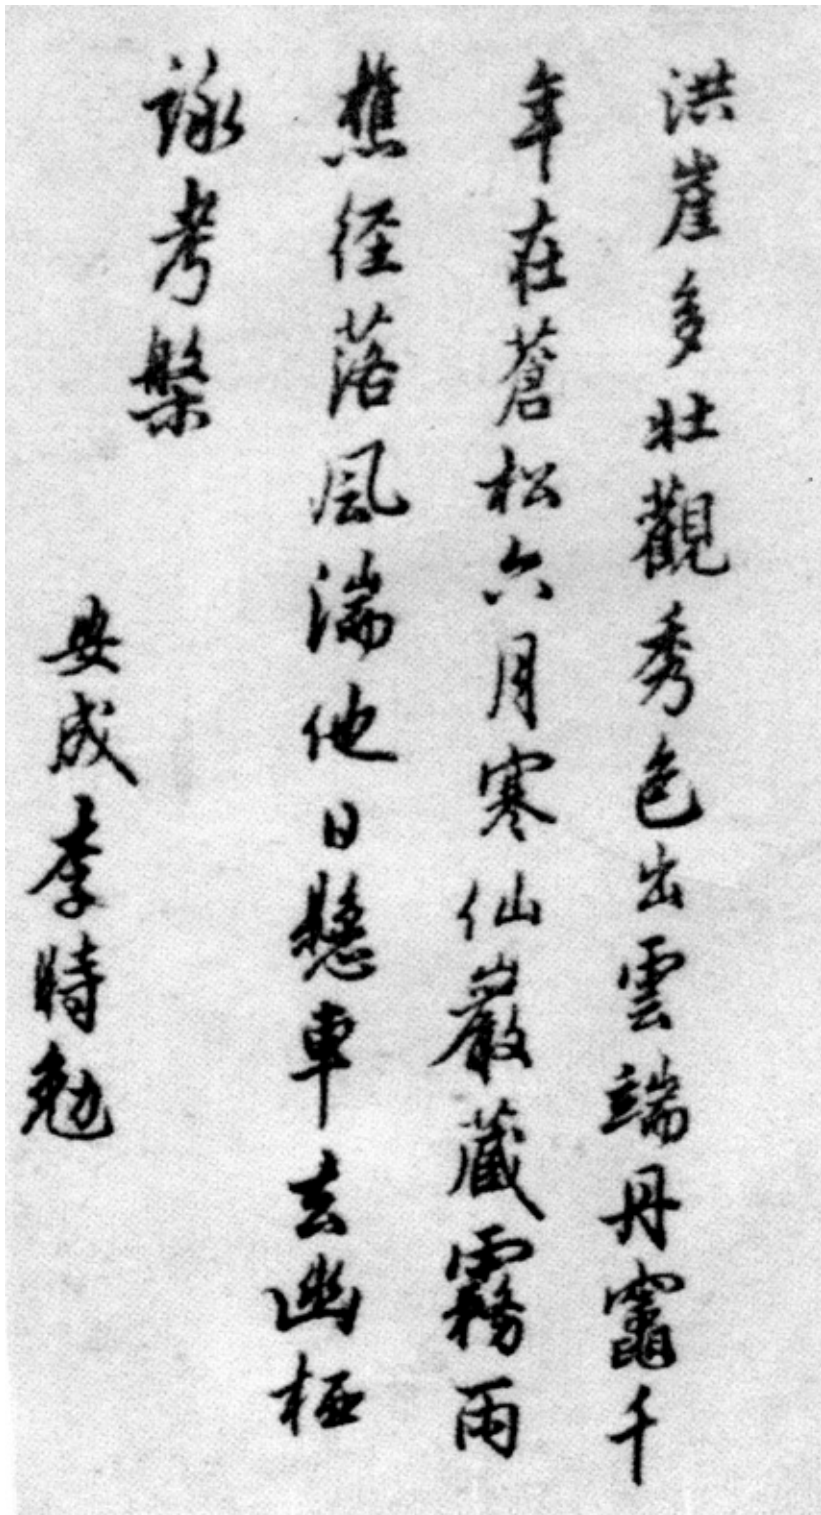 洪崖多壯觀秀色出雲端丹竈千
年在蒼松六月寒仙巖藏霧雨
樵徑落風湍他日懸車去幽極
詠考槃
安成李時勉